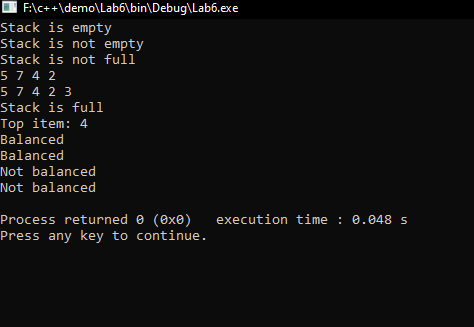 F:\c++\demo\Lab6\bin\Debug\Lab6.exe
Stack is empty
Stack is not empty
Stack is not full
5 7 4 2
5 7 4 2 3
Stack is full
Top item: 4
Balanced
Balanced
Not balanced
Not balanced
Process returned 0 (0x0)   execution time : 0.048 s
Press any key to continue.